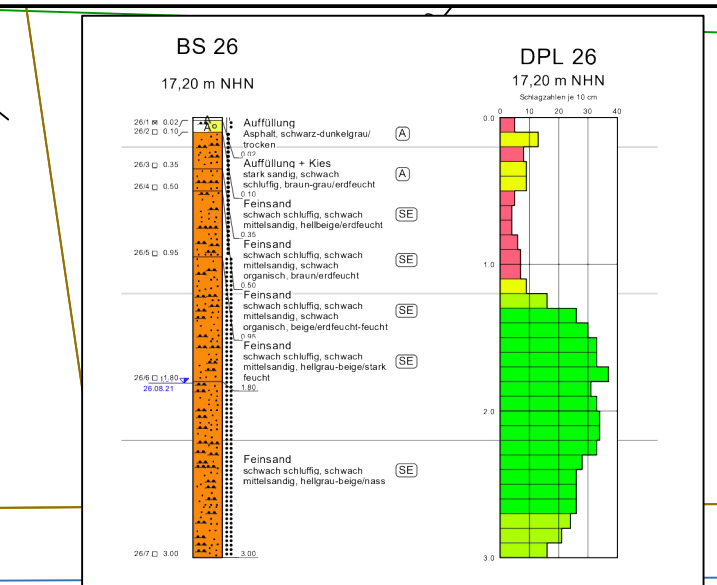 BS 26
17,20 m NHN
26/1 0.02
26/2 0.10
26/3 0.35
26/4 0.50
26/5 0.95
26/6 1.80
26.08.21
26/7 3.00
A
A
Auffüllung
Asphalt, schwarz-dunkelgrau/
trocken
0.02
A
Auffüllung + Kies
stark sandig, schwach
schluffig, braun-grau/erdfeucht
0.10
A
Feinsand
schwach schluffig, schwach
mittelsandig, hellbeige/erdfeucht
0.35
SE
Feinsand
schwach schluffig, schwach
mittelsandig, schwach
organisch, braun/erdfeucht
0.50
SE
Feinsand
schwach schluffig, schwach
mittelsandig, schwach
organisch, beige/erdfeucht-feucht
0.95
SE
Feinsand
schwach schluffig, schwach
mittelsandig, hellgrau-beige/stark
feucht
1.80
SE
Feinsand
schwach schluffig, schwach
mittelsandig, hellgrau-beige/nass
3.00
SE
DPL 26
17,20 m NHN
Schlagzahlen je 10 cm
0 10 20 30 40
0.0
1.0
2.0
3.0